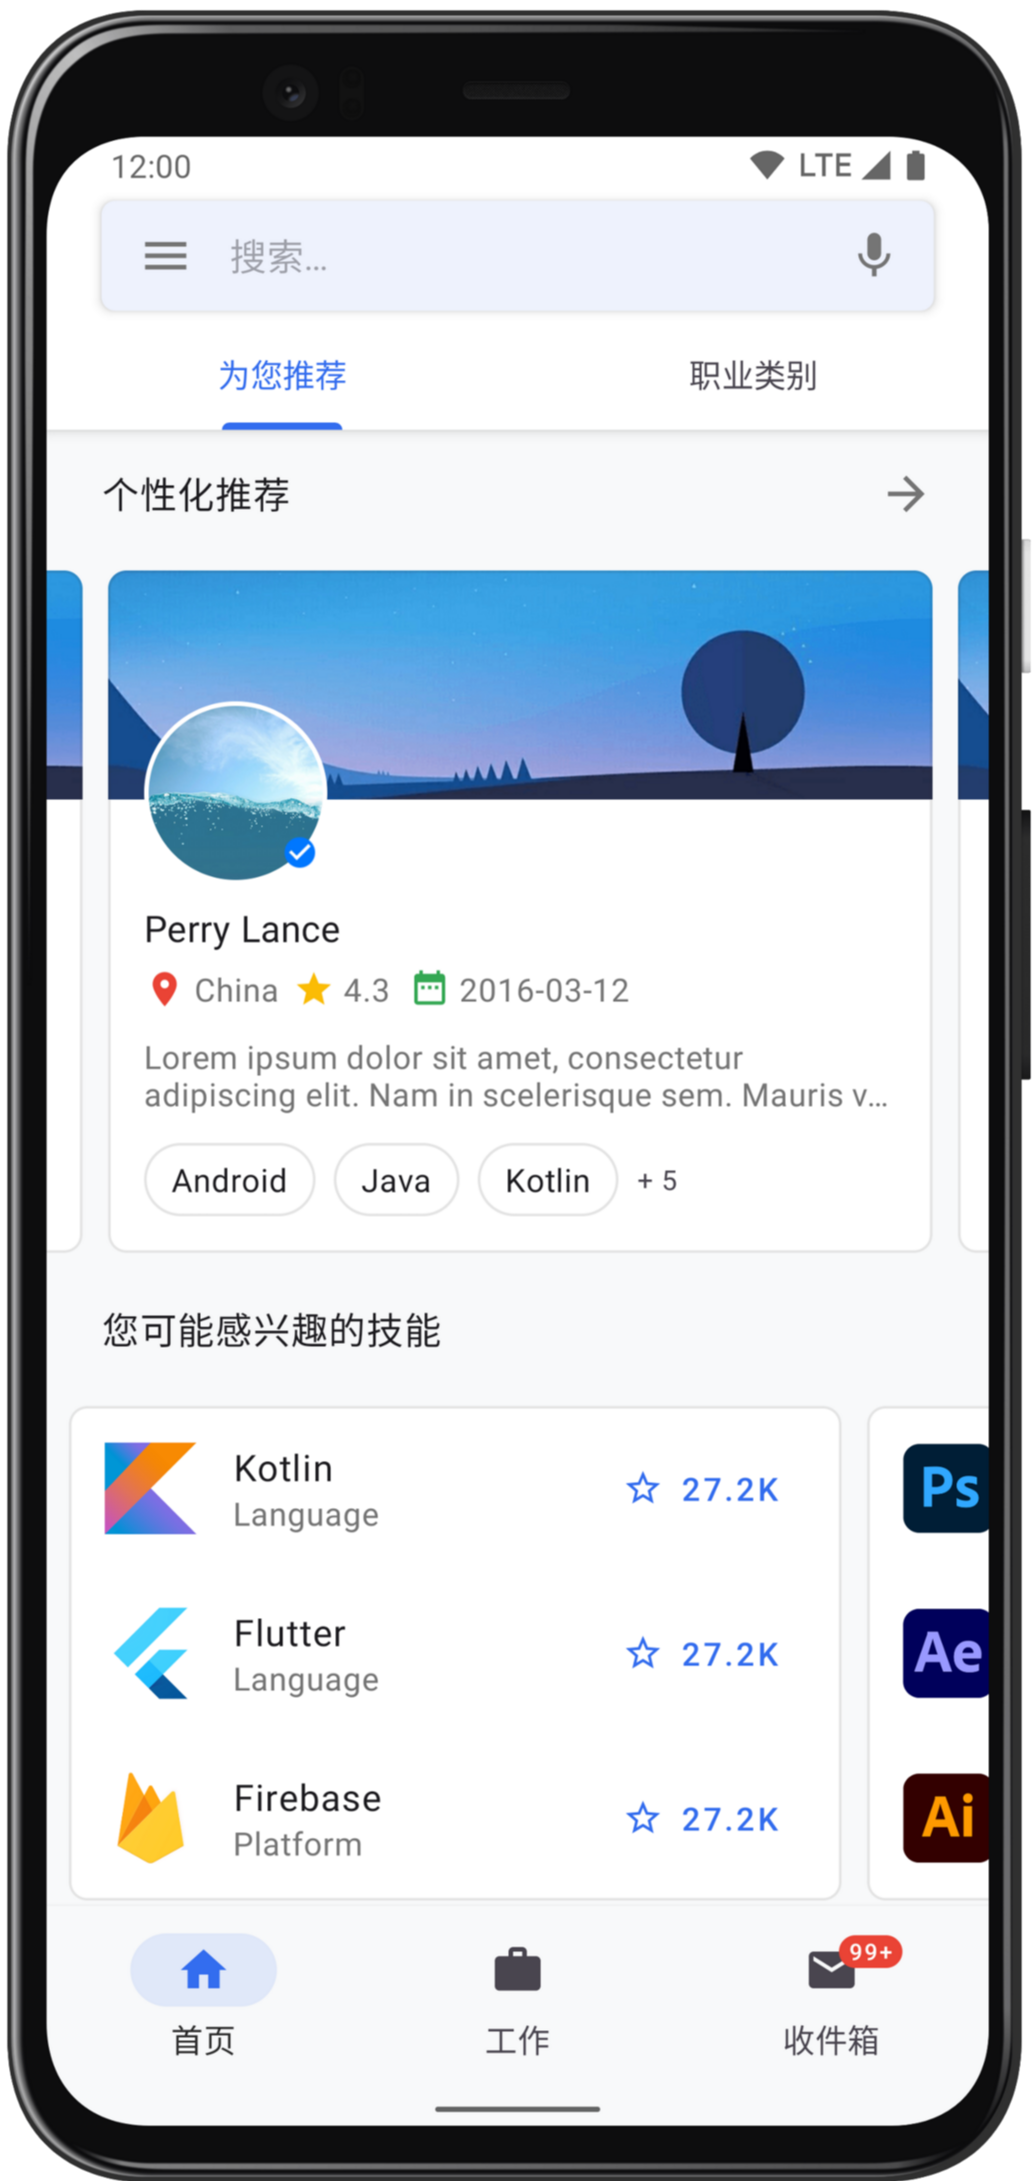 12:00 LTE
搜索...
为您推荐 职业类别
个性化推荐
Perry Lance
China 4.3 2016-03-12
Lorem ipsum dolor sit amet, consectetur
adipiscing elit. Nam in scelerisque sem. Mauris v...
Android Java Kotlin + 5
您可能感兴趣的技能
Kotlin
Language
27.2K
Ps
Flutter
Language
27.2K
Ae
Firebase
Platform
27.2K
Ai
99+
首页 工作 收件箱